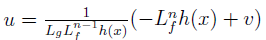 u = \frac{1}{L_g L_f^{n-1} h(x)} (-L_f^n h(x) + v)